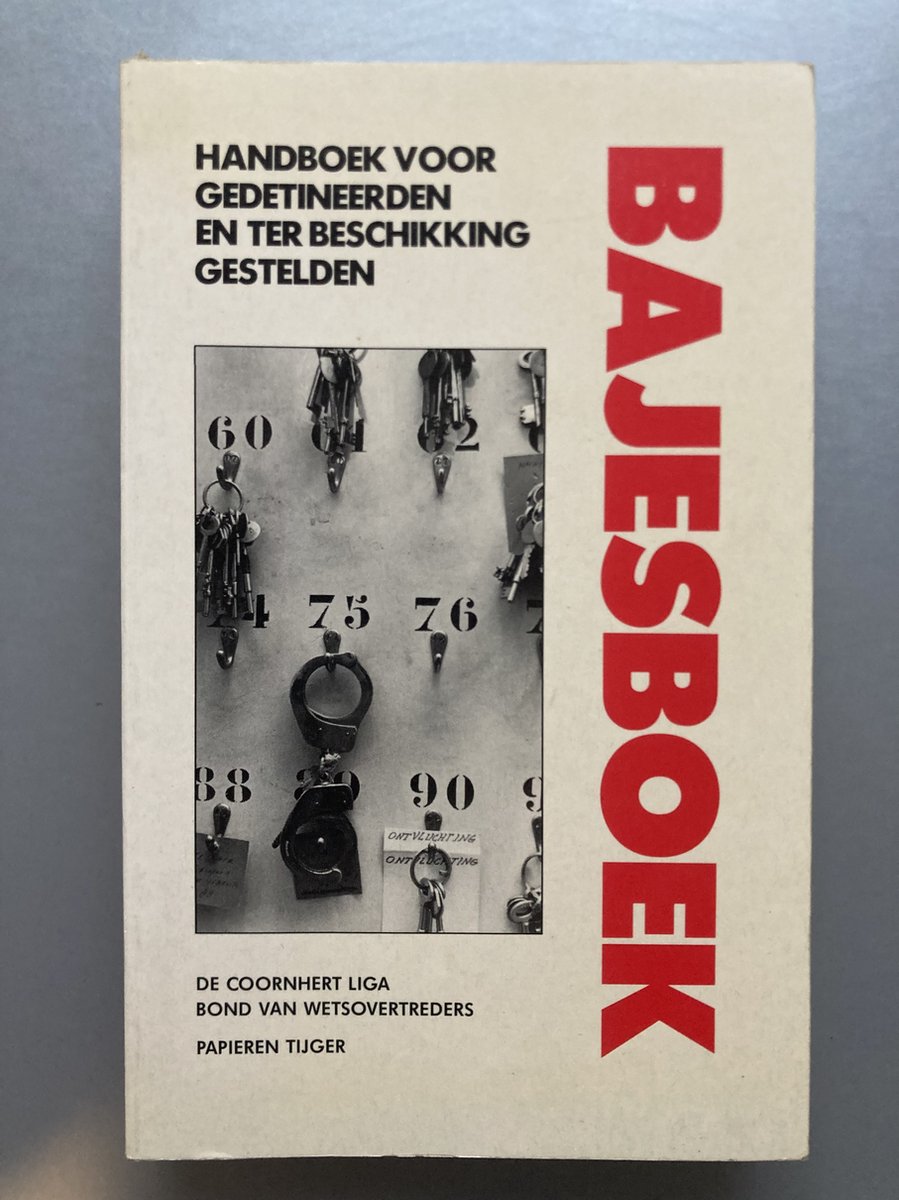 HANDBOEK VOOR
GEDETINEERDEN
EN TER BESCHIKKING
GESTELDEN
BAJESBOEK
60
75
76
88
90
ONTVLUCHTING
ONTVLUCHTING
DE COORNHERT LIGA
BOND VAN WETSOVERTREDERS
PAPIEREN TIJGER